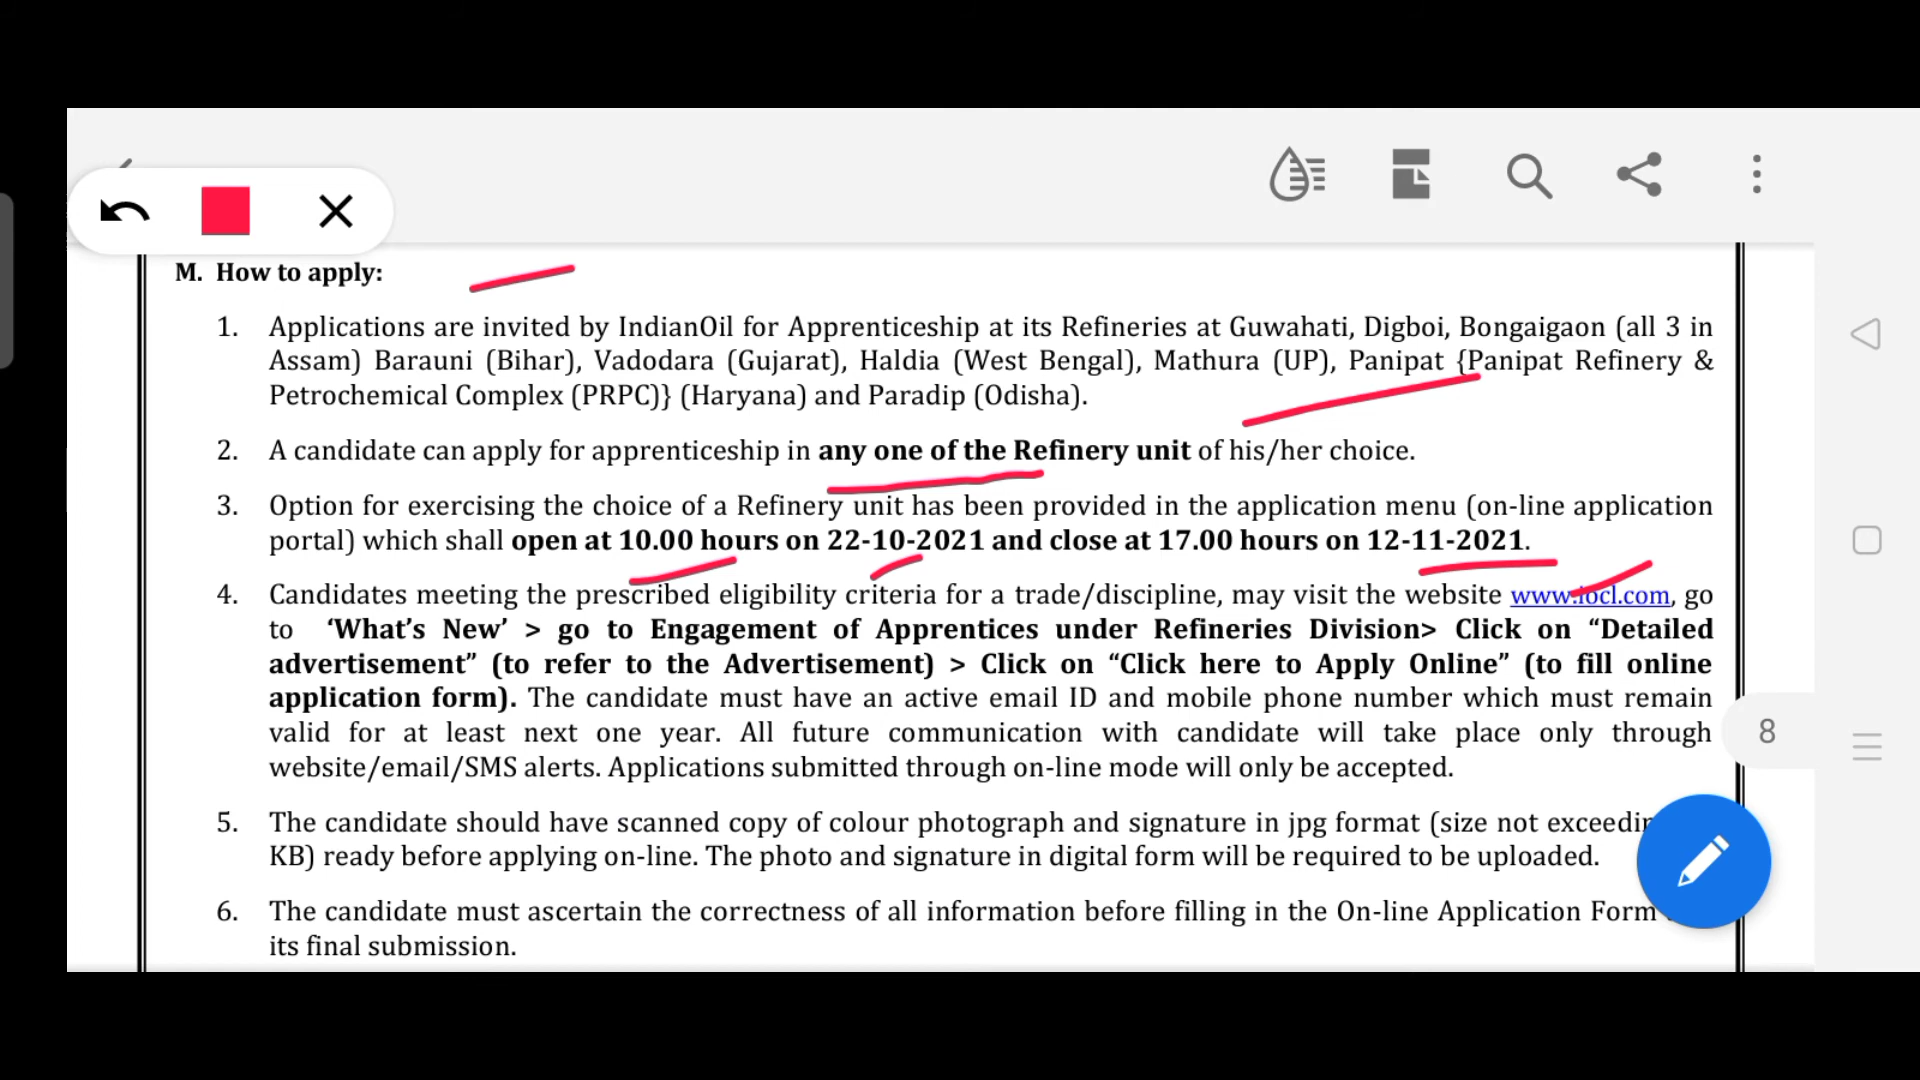 M. How to apply:
1. Applications are invited by IndianOil for Apprenticeship at its Refineries at Guwahati, Digboi, Bongaigaon (all 3 in
Assam) Barauni (Bihar), Vadodara (Gujarat), Haldia (West Bengal), Mathura (UP), Panipat {Panipat Refinery &
Petrochemical Complex (PRPC)} (Haryana) and Paradip (Odisha).
2. A candidate can apply for apprenticeship in any one of the Refinery unit of his/her choice.
3. Option for exercising the choice of a Refinery unit has been provided in the application menu (on-line application
portal) which shall open at 10.00 hours on 22-10-2021 and close at 17.00 hours on 12-11-2021.
4. Candidates meeting the prescribed eligibility criteria for a trade/discipline, may visit the website www.iocl.com, go
to ‘What’s New’ > go to Engagement of Apprentices under Refineries Division> Click on “Detailed
advertisement” (to refer to the Advertisement) > Click on “Click here to Apply Online” (to fill online
application form). The candidate must have an active email ID and mobile phone number which must remain
valid for at least next one year. All future communication with candidate will take place only through
website/email/SMS alerts. Applications submitted through on-line mode will only be accepted.
8
5. The candidate should have scanned copy of colour photograph and signature in jpg format (size not
KB) ready before applying on-line. The photo and signature in digital form will be required to be uploaded.
6. The candidate must ascertain the correctness of all information before filling in the On-line Application Form
its final submission.